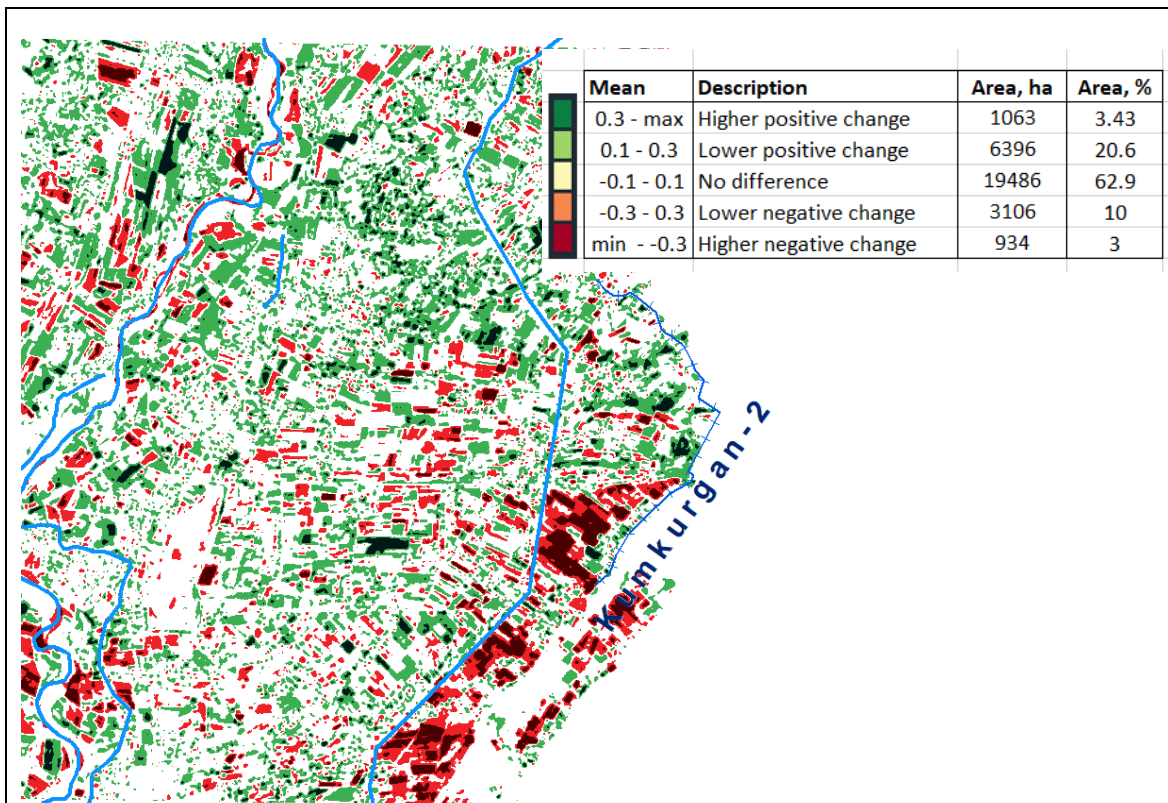 Mean Description Area, ha Area, %
0.3 - max Higher positive change 1063 3.43
0.1 - 0.3 Lower positive change 6396 20.6
-0.1 - 0.1 No difference 19486 62.9
-0.3 - 0.3 Lower negative change 3106 10
min - -0.3 Higher negative change 934 3
Kumkurgan-2